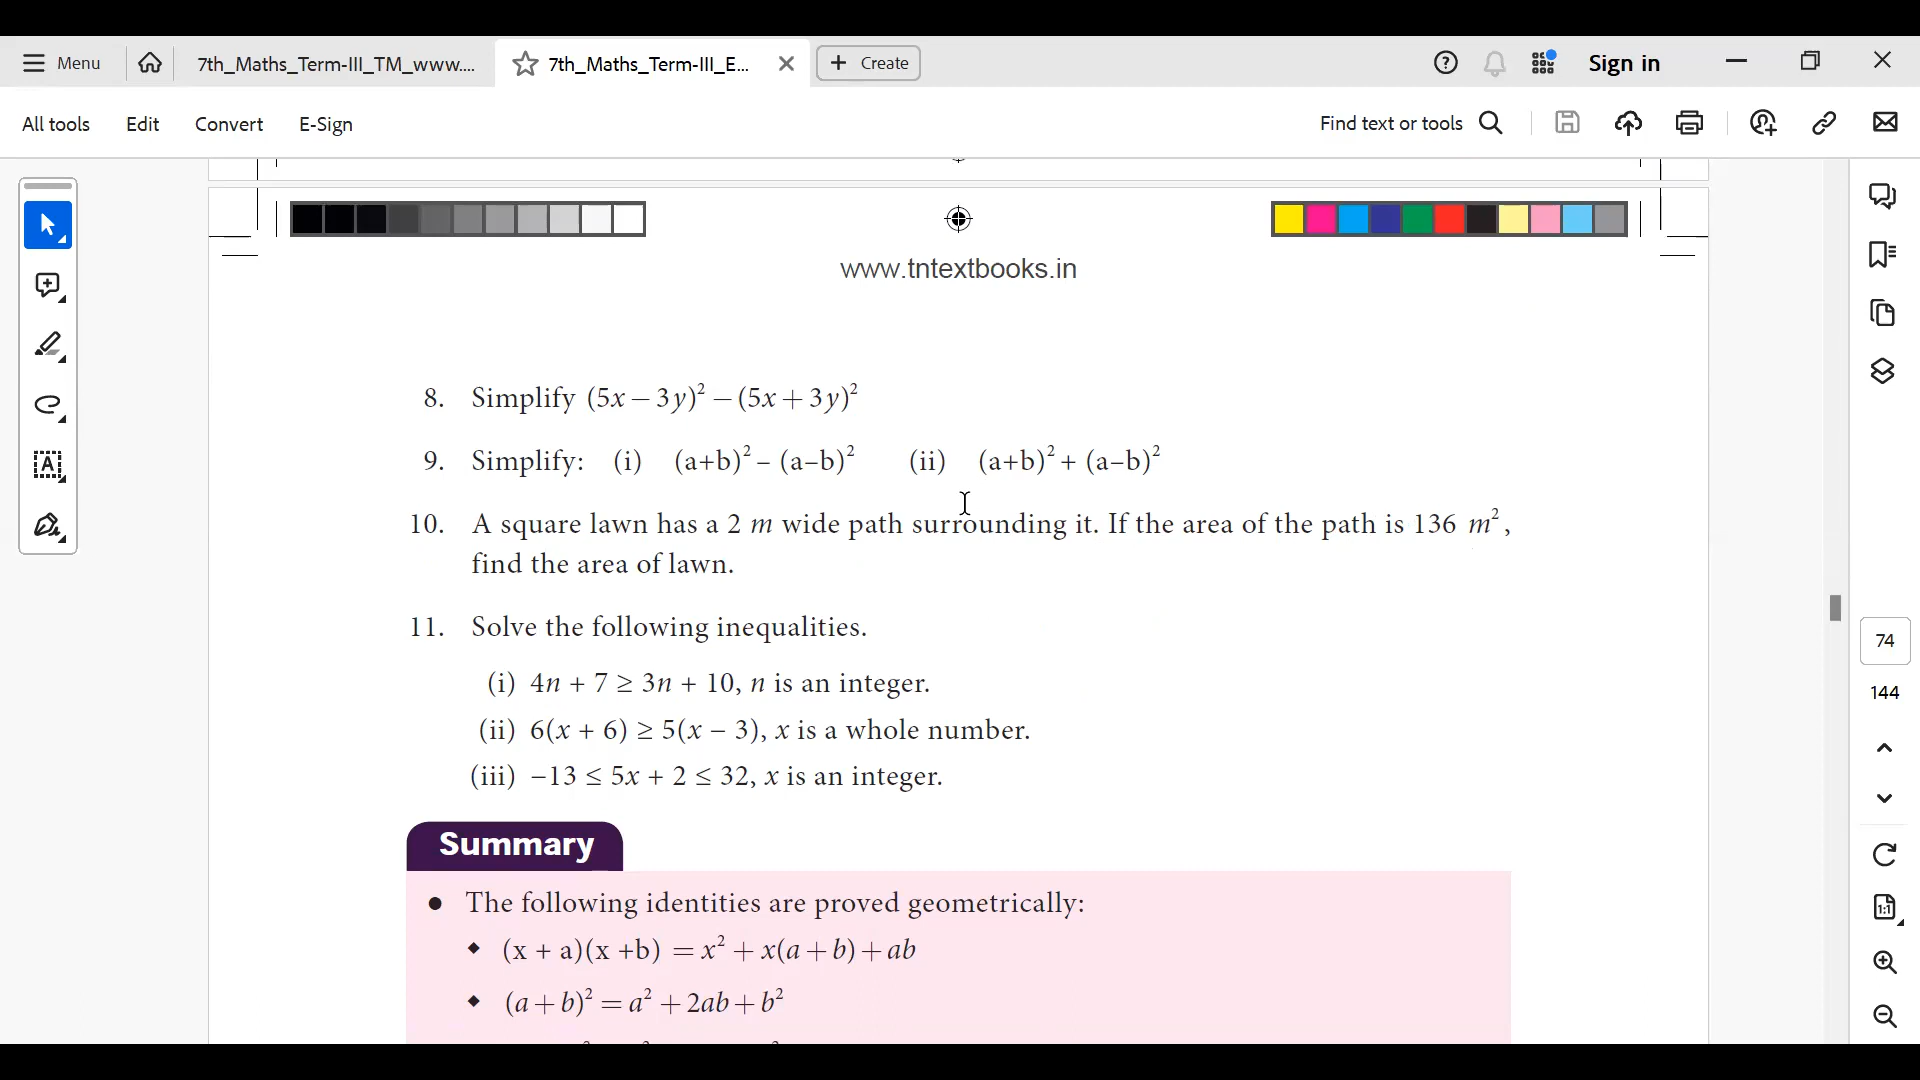 Menu
7th_Maths_Term-III_TM_www....
7th_Maths_Term-III_E...
Create
Sign in
All tools
Edit
Convert
E-Sign
Find text or tools
www.tntextbooks.in
8. Simplify (5x – 3y)² – (5x + 3y)²
9. Simplify: (i) (a+b)² – (a–b)² (ii) (a+b)² + (a–b)²
10. A square lawn has a 2 m wide path surrounding it. If the area of the path is 136 m²,
find the area of lawn.
11. Solve the following inequalities.
(i) 4n + 7 ≥ 3n + 10, n is an integer.
(ii) 6(x + 6) ≥ 5(x – 3), x is a whole number.
(iii) –13 ≤ 5x + 2 ≤ 32, x is an integer.
74
144
Summary
● The following identities are proved geometrically:
◆ (x + a)(x +b) = x² + x(a + b) + ab
◆ (a + b)² = a² + 2ab + b²